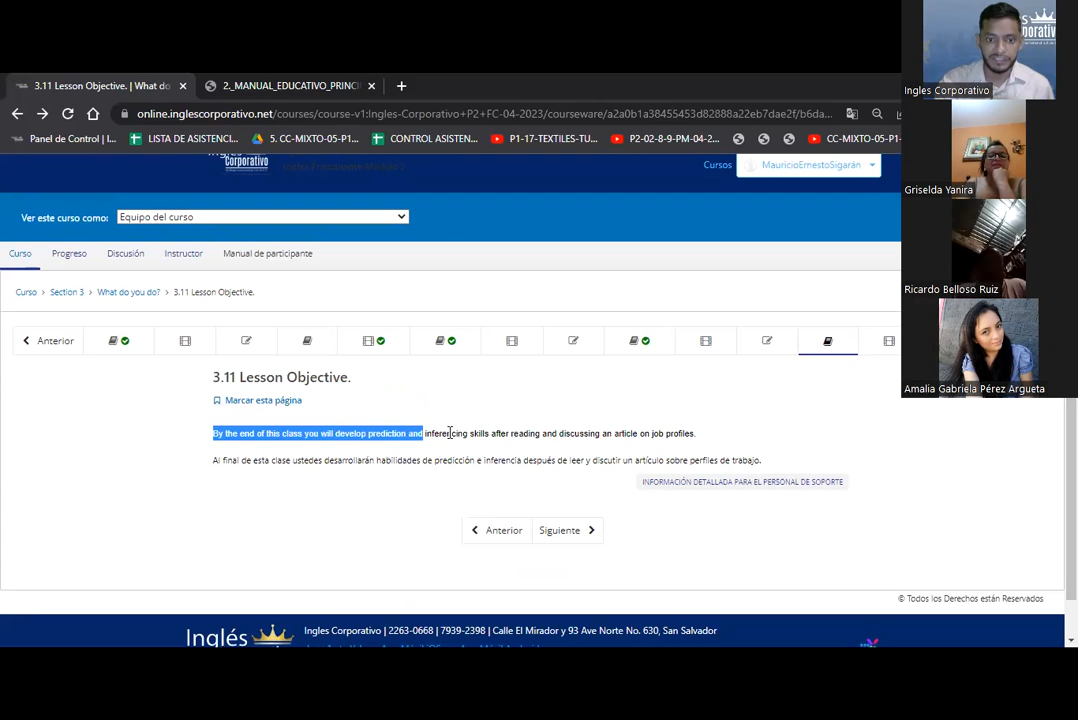 3.11 Lesson Objective. | What do
2._MANUAL_EDUCATIVO_PRINCI
online.inglescorporativo.net/courses/course-v1:Ingles-Corporativo+P2+FC-04-2023/courseware/a2a0b1a38455453d82888a22eb7dae2f/b6da...
Panel de Control | I...
LISTA DE ASISTENCI...
5. CC-MIXTO-05-P1...
CONTROL ASISTEN...
P1-17-TEXTILES-TU...
P2-02-8-9-PM-04-2...
CC-MIXTO-05-P1...
corporativo
Cursos
MauricioErnestoSigarán
Ver este curso como:
Equipo del curso
Curso
Progreso
Discusión
Instructor
Manual de participante
Curso
Section 3
What do you do?
3.11 Lesson Objective.
Anterior
3.11 Lesson Objective.
Marcar esta página
By the end of this class you will develop prediction and inferencing skills after reading and discussing an article on job profiles.
Al final de esta clase ustedes desarrollarán habilidades de predicción e inferencia después de leer y discutir un artículo sobre perfiles de trabajo.
INFORMACIÓN DETALLADA PARA EL PERSONAL DE SOPORTE
Anterior
Siguiente
© Todos los Derechos están Reservados
Inglés
Ingles Corporativo | 2263-0668 | 7939-2398 | Calle El Mirador y 93 Ave Norte No. 630, San Salvador
Ingles Corporativo
Griselda Yanira
Ricardo Belloso Ruiz
Amalia Gabriela Pérez Argueta